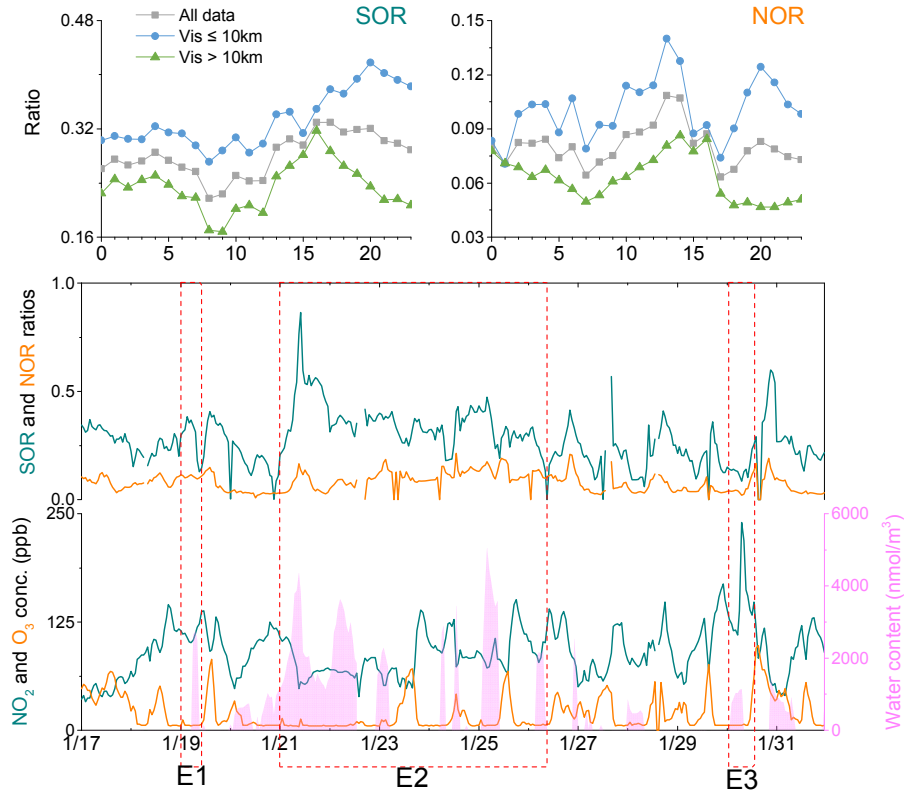 SOR
NOR
All data
Vis ≤ 10km
Vis > 10km
Ratio
0.48
0.32
0.16
0 5 10 15 20
0.15
0.12
0.09
0.06
0.03
0 5 10 15 20
SOR and NOR ratios
1.0
0.5
0.0
NO2 and O3 conc. (ppb)
250
125
0
6000
4000
2000
0
Water content (nmol/m³)
1/17 1/19 1/21 1/23 1/25 1/27 1/29 1/31
E1 E2 E3